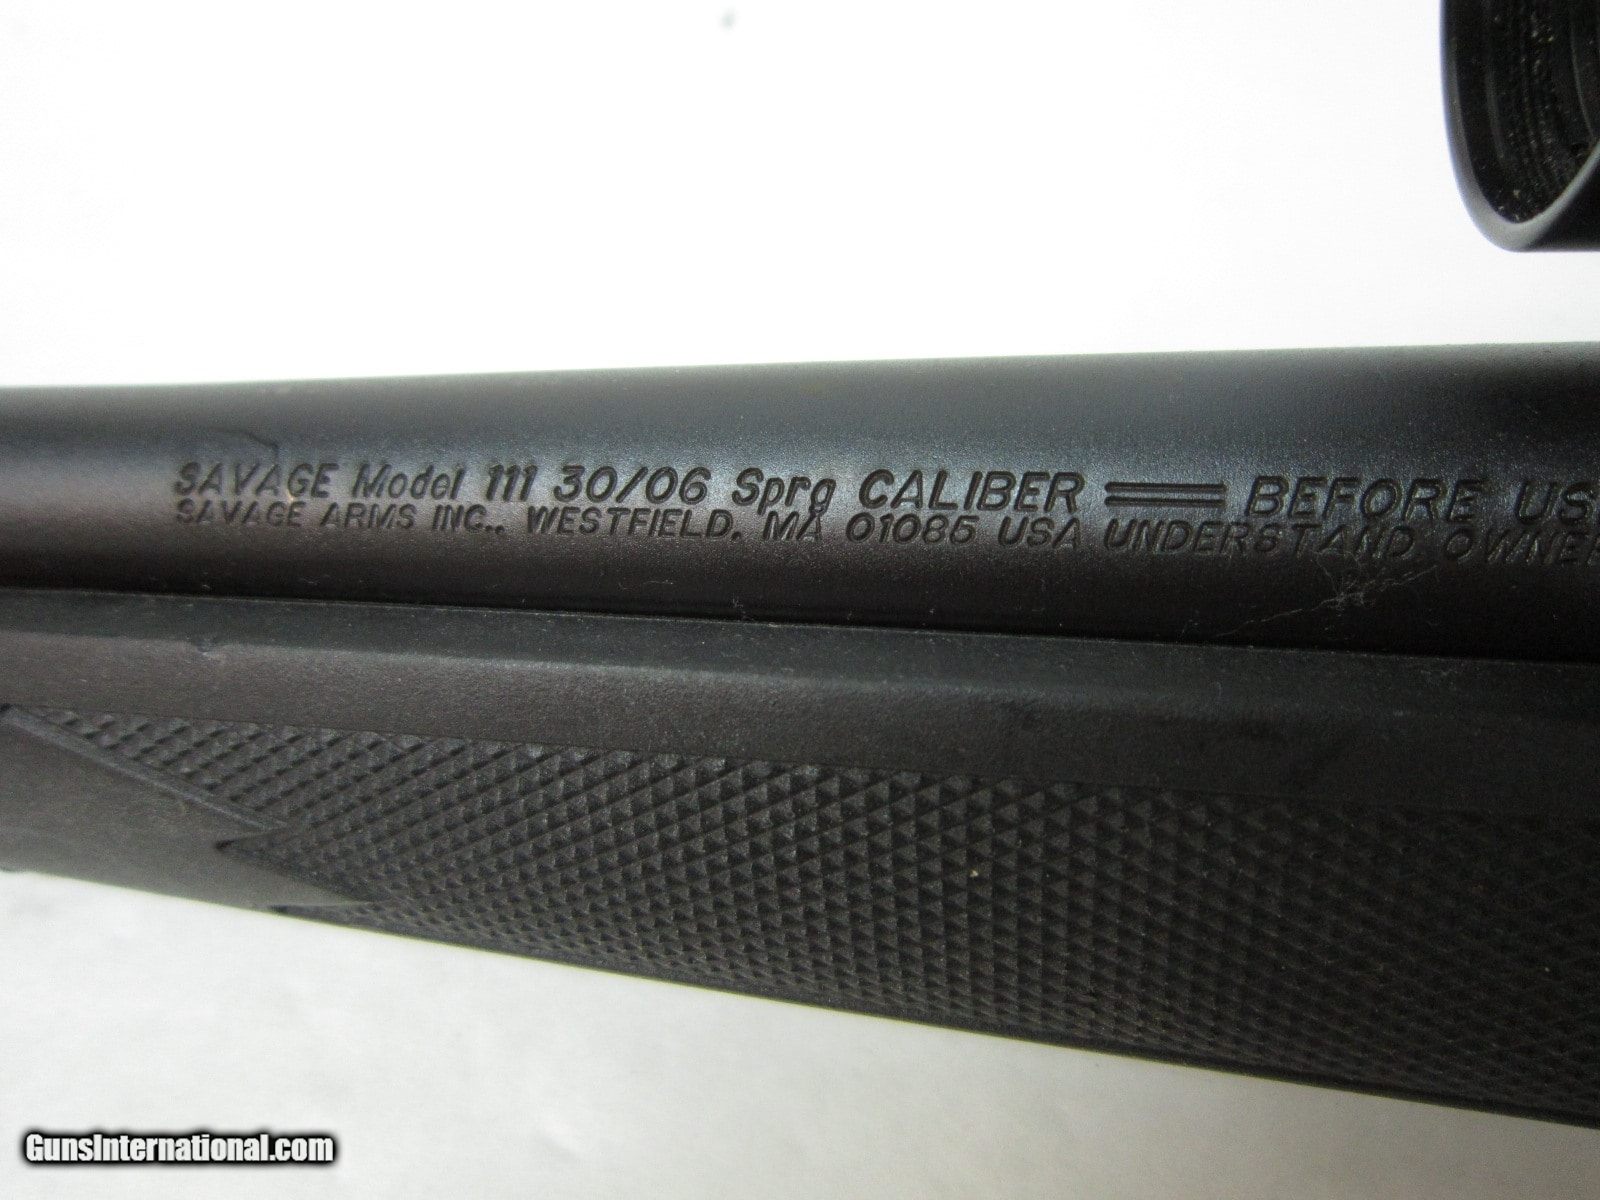 SAVAGE Model 111 30/06 Sprg CALIBER BEFORE US
SAVAGE ARMS INC., WESTFIELD, MA 01085 USA UNDERSTAND OWNE
GunsInternational.com